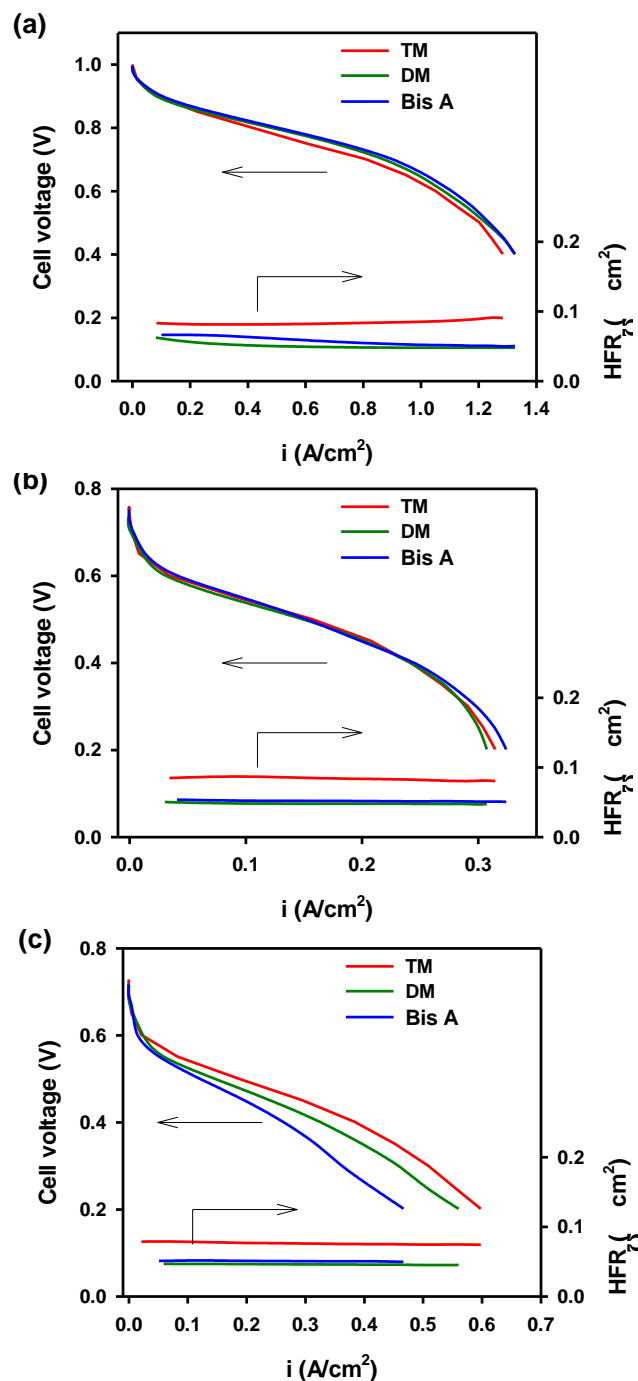 (a)
TM
DM
Bis A
1.0
0.8
0.6
0.4
0.2
0.0
Cell voltage (V)
0.2
0.1
0.0
HFR ( cm²)
0.0 0.2 0.4 0.6 0.8 1.0 1.2 1.4
i (A/cm²)
(b)
TM
DM
Bis A
0.8
0.6
0.4
0.2
0.0
Cell voltage (V)
0.2
0.1
0.0
HFR ( cm²)
0.0 0.1 0.2 0.3
i (A/cm²)
(c)
TM
DM
Bis A
0.8
0.6
0.4
0.2
0.0
Cell voltage (V)
0.2
0.1
0.0
HFR ( cm²)
0.0 0.1 0.2 0.3 0.4 0.5 0.6 0.7
i (A/cm²)